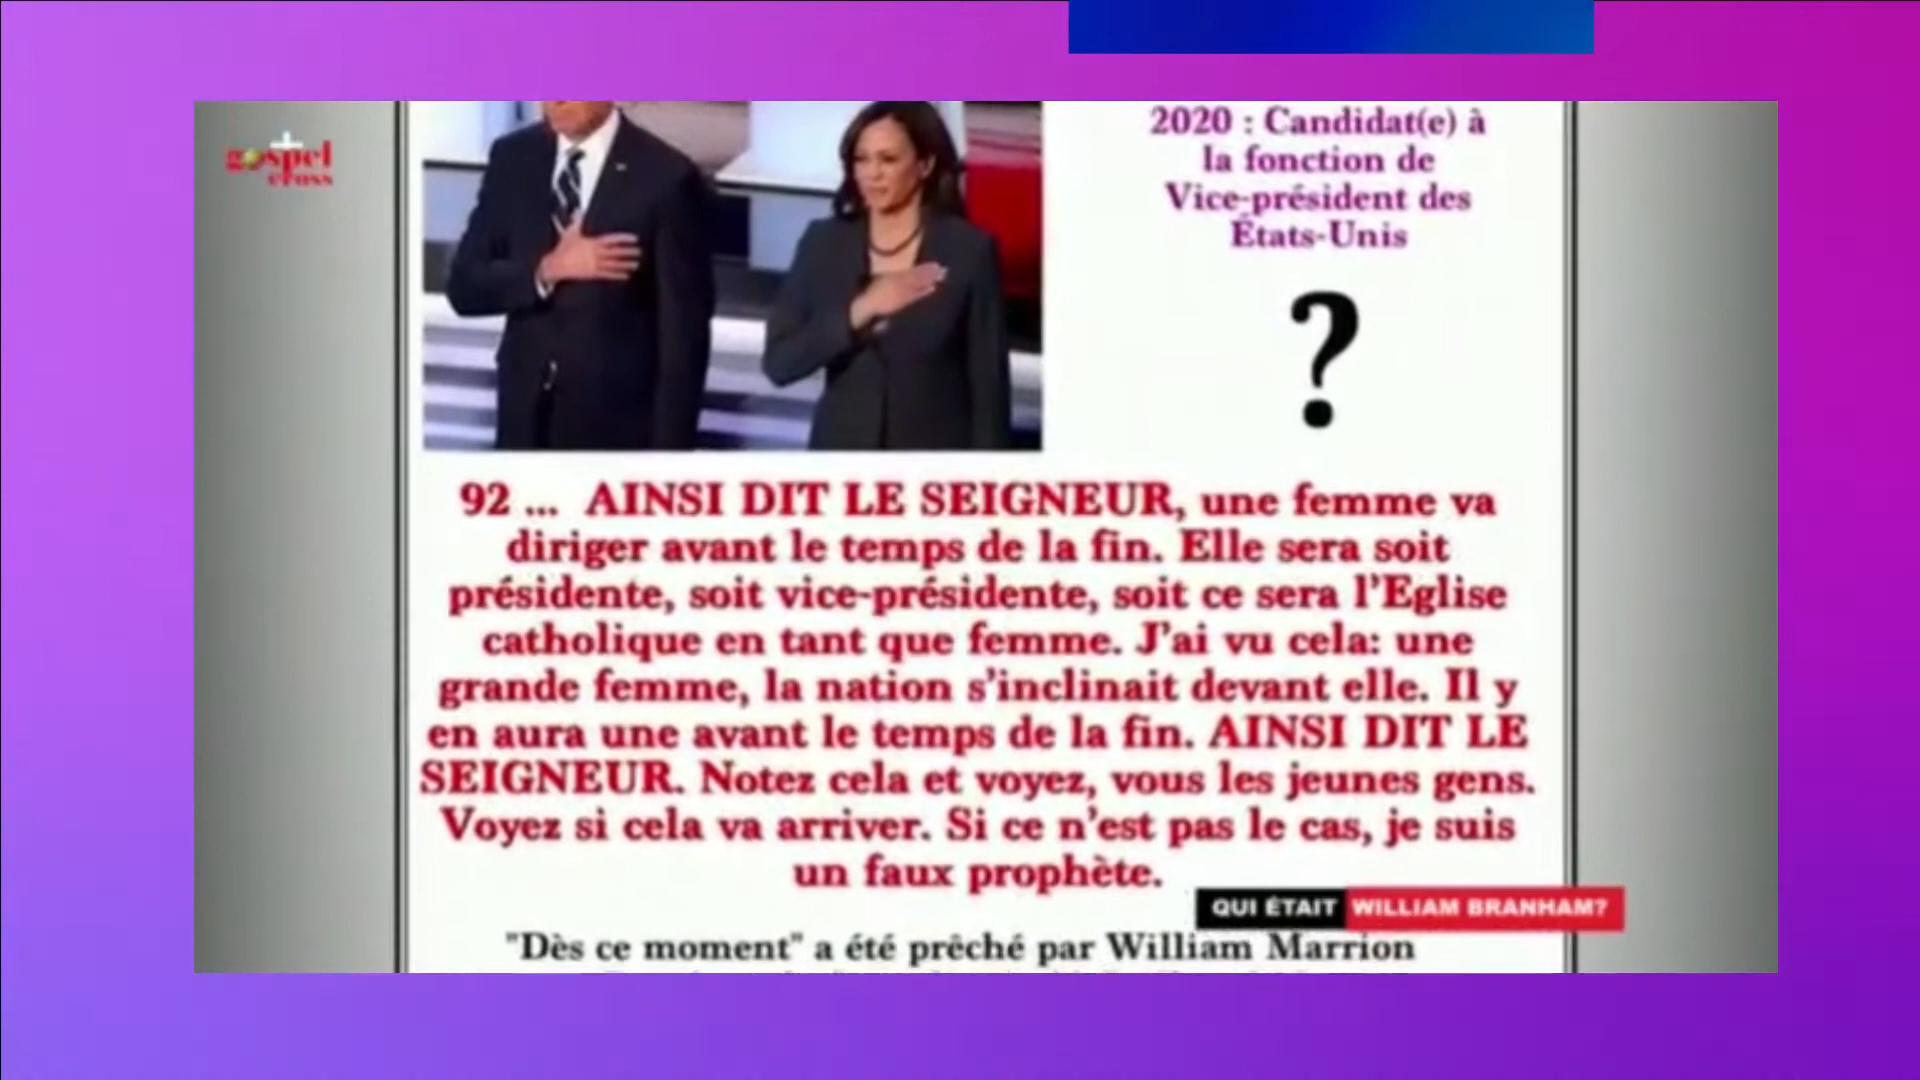 gospel
cross
2020 : Candidat(e) à
la fonction de
Vice-président des
États-Unis
?
92 ... AINSI DIT LE SEIGNEUR, une femme va
diriger avant le temps de la fin. Elle sera soit
présidente, soit vice-présidente, soit ce sera l'Eglise
catholique en tant que femme. J'ai vu cela: une
grande femme, la nation s'inclinait devant elle. Il y
en aura une avant le temps de la fin. AINSI DIT LE
SEIGNEUR. Notez cela et voyez, vous les jeunes gens.
Voyez si cela va arriver. Si ce n'est pas le cas, je suis
un faux prophète.
QUI ÉTAIT WILLIAM BRANHAM?
"Dès ce moment" a été prêché par William Marrion